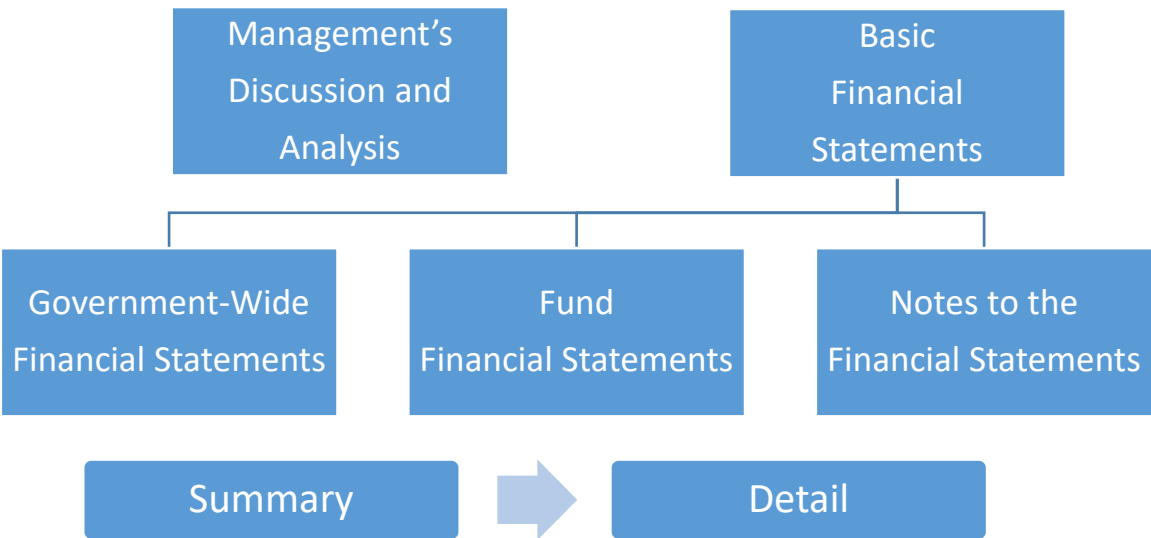 Management’s
Discussion and
Analysis
Basic
Financial
Statements
Government-Wide
Financial Statements
Fund
Financial Statements
Notes to the
Financial Statements
Summary
Detail